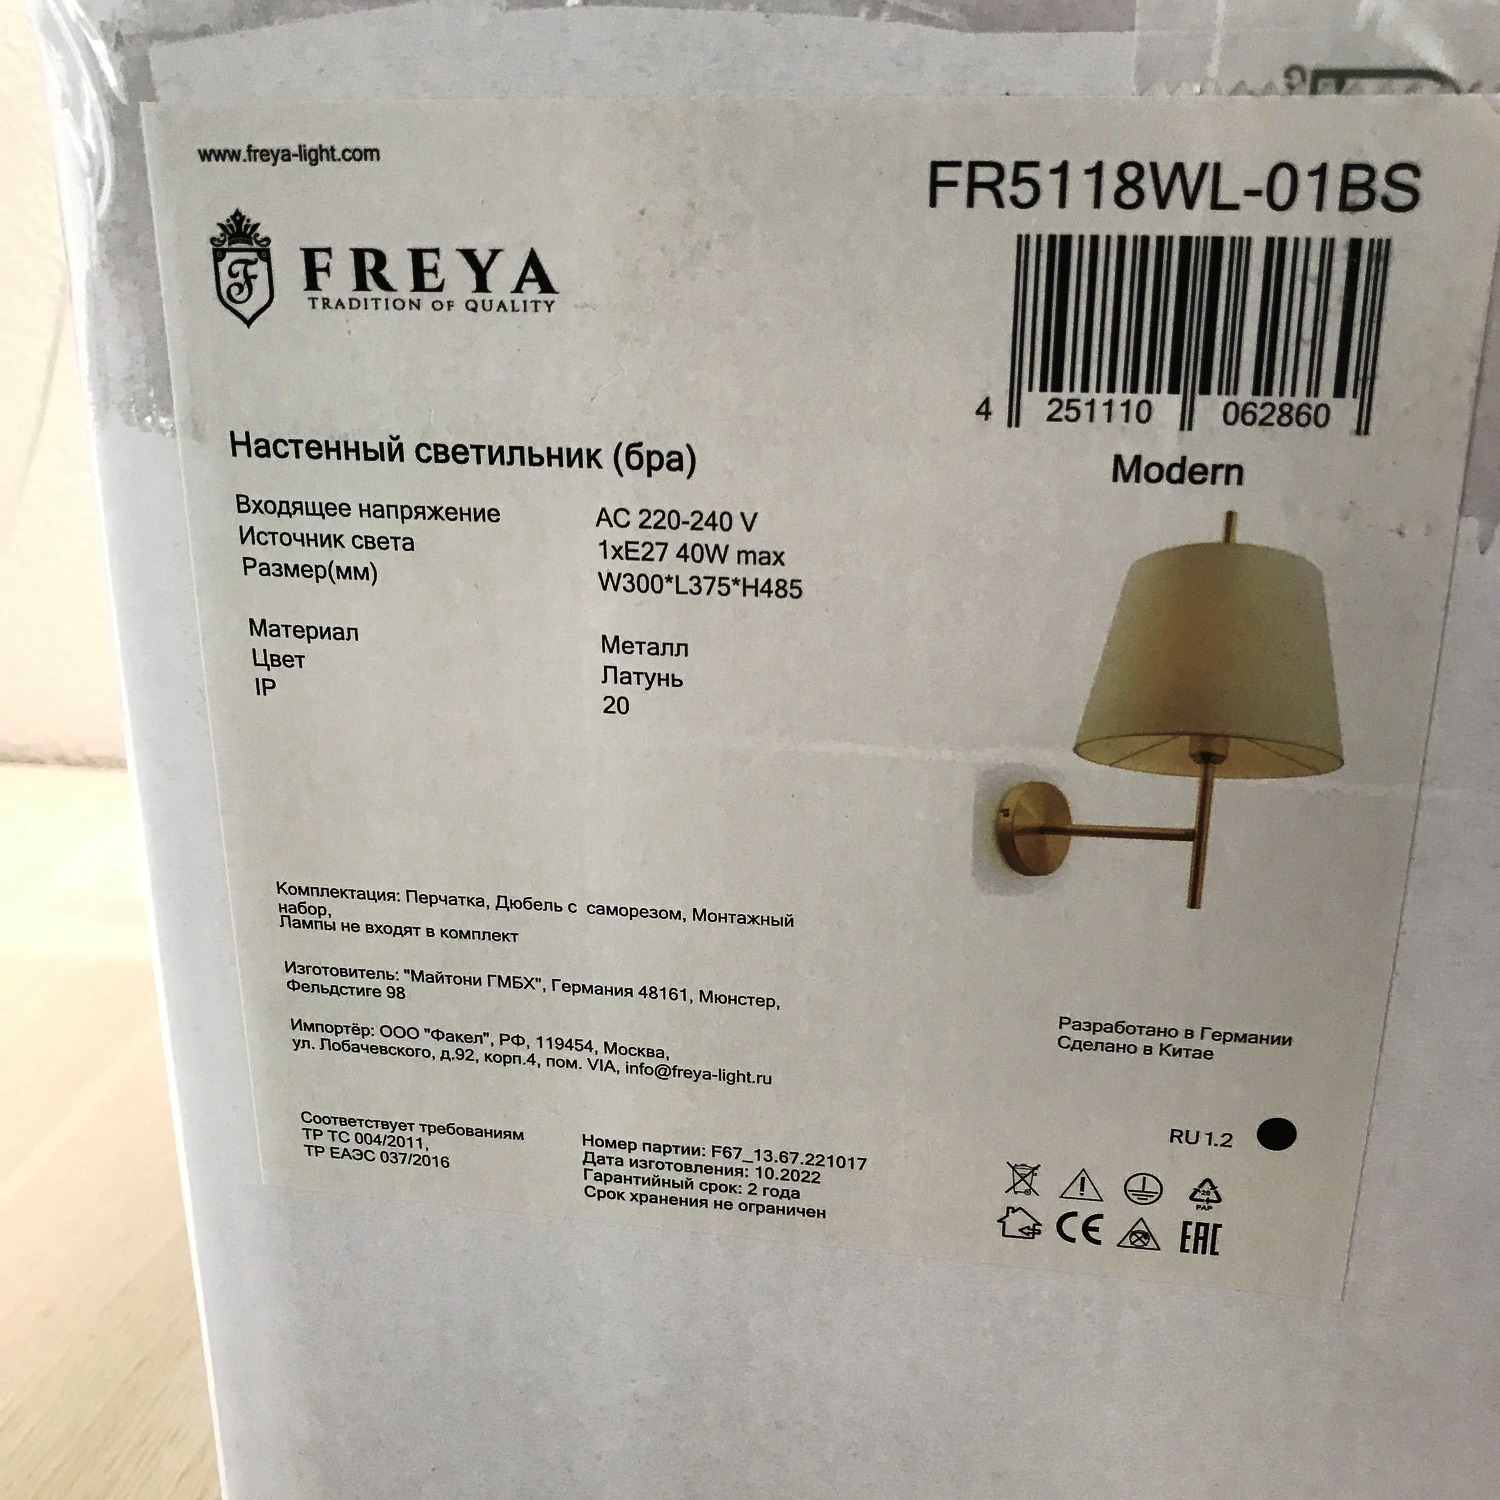 www.freya-light.com
FREYA
TRADITION OF QUALITY
FR5118WL-01BS
4 251110 062860
Modern
Настенный светильник (бра)
Входящее напряжение AC 220-240 V
Источник света 1xE27 40W max
Размер(мм) W300*L375*H485
Материал Металл
Цвет Латунь
IP 20
Комплектация: Перчатка, Дюбель с саморезом, Монтажный
набор,
Лампы не входят в комплект
Изготовитель: "Майтони ГМБХ", Германия 48161, Мюнстер,
Фельдстиге 98
Импортёр: ООО "Факел", РФ, 119454, Москва,
ул. Лобачевского, д.92, корп.4, пом. VIA, info@freya-light.ru
Разработано в Германии
Сделано в Китае
Соответствует требованиям
ТР ТС 004/2011,
ТР ЕАЭС 037/2016
Номер партии: F67_13.67.221017
Дата изготовления: 10.2022
Гарантийный срок: 2 года
Срок хранения не ограничен
RU 1.2
PAP
CE
EAC